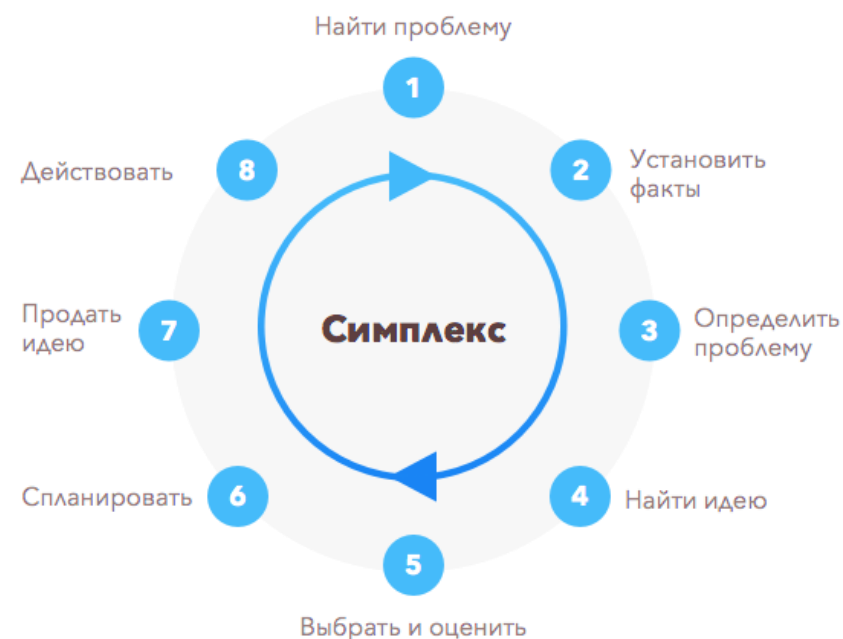 Найти проблему
1
2
Установить
факты
3
Определить
проблему
4
Найти идею
5
Выбрать и оценить
6
Спланировать
7
Продать
идею
8
Действовать
Симплекс